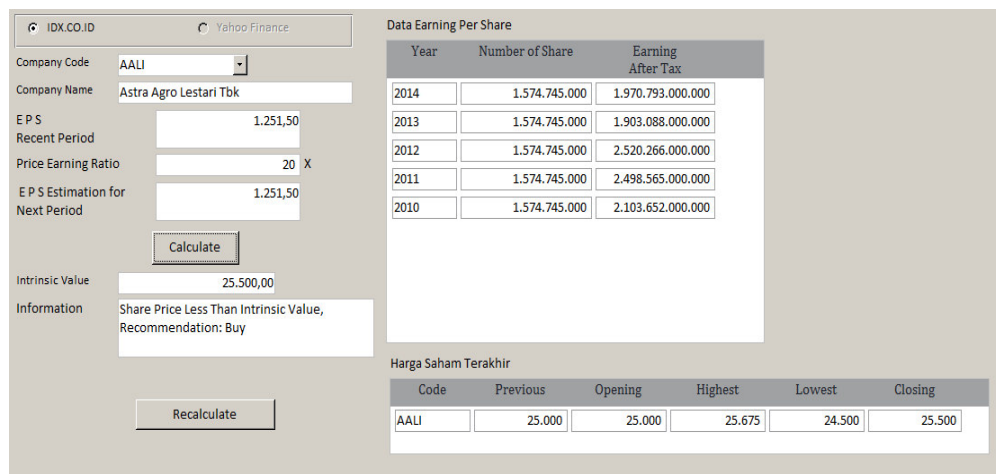 IDX.CO.ID
Yahoo Finance
Company Code
AALI
Company Name
Astra Agro Lestari Tbk
E P S
Recent Period
1.251,50
Price Earning Ratio
20 X
E P S Estimation for
Next Period
1.251,50
Calculate
Intrinsic Value
25.500,00
Information
Share Price Less Than Intrinsic Value,
Recommendation: Buy
Recalculate
Data Earning Per Share
Year Number of Share Earning
After Tax
2014 1.574.745.000 1.970.793.000.000
2013 1.574.745.000 1.903.088.000.000
2012 1.574.745.000 2.520.266.000.000
2011 1.574.745.000 2.498.565.000.000
2010 1.574.745.000 2.103.652.000.000
Harga Saham Terakhir
Code Previous Opening Highest Lowest Closing
AALI 25.000 25.000 25.675 24.500 25.500